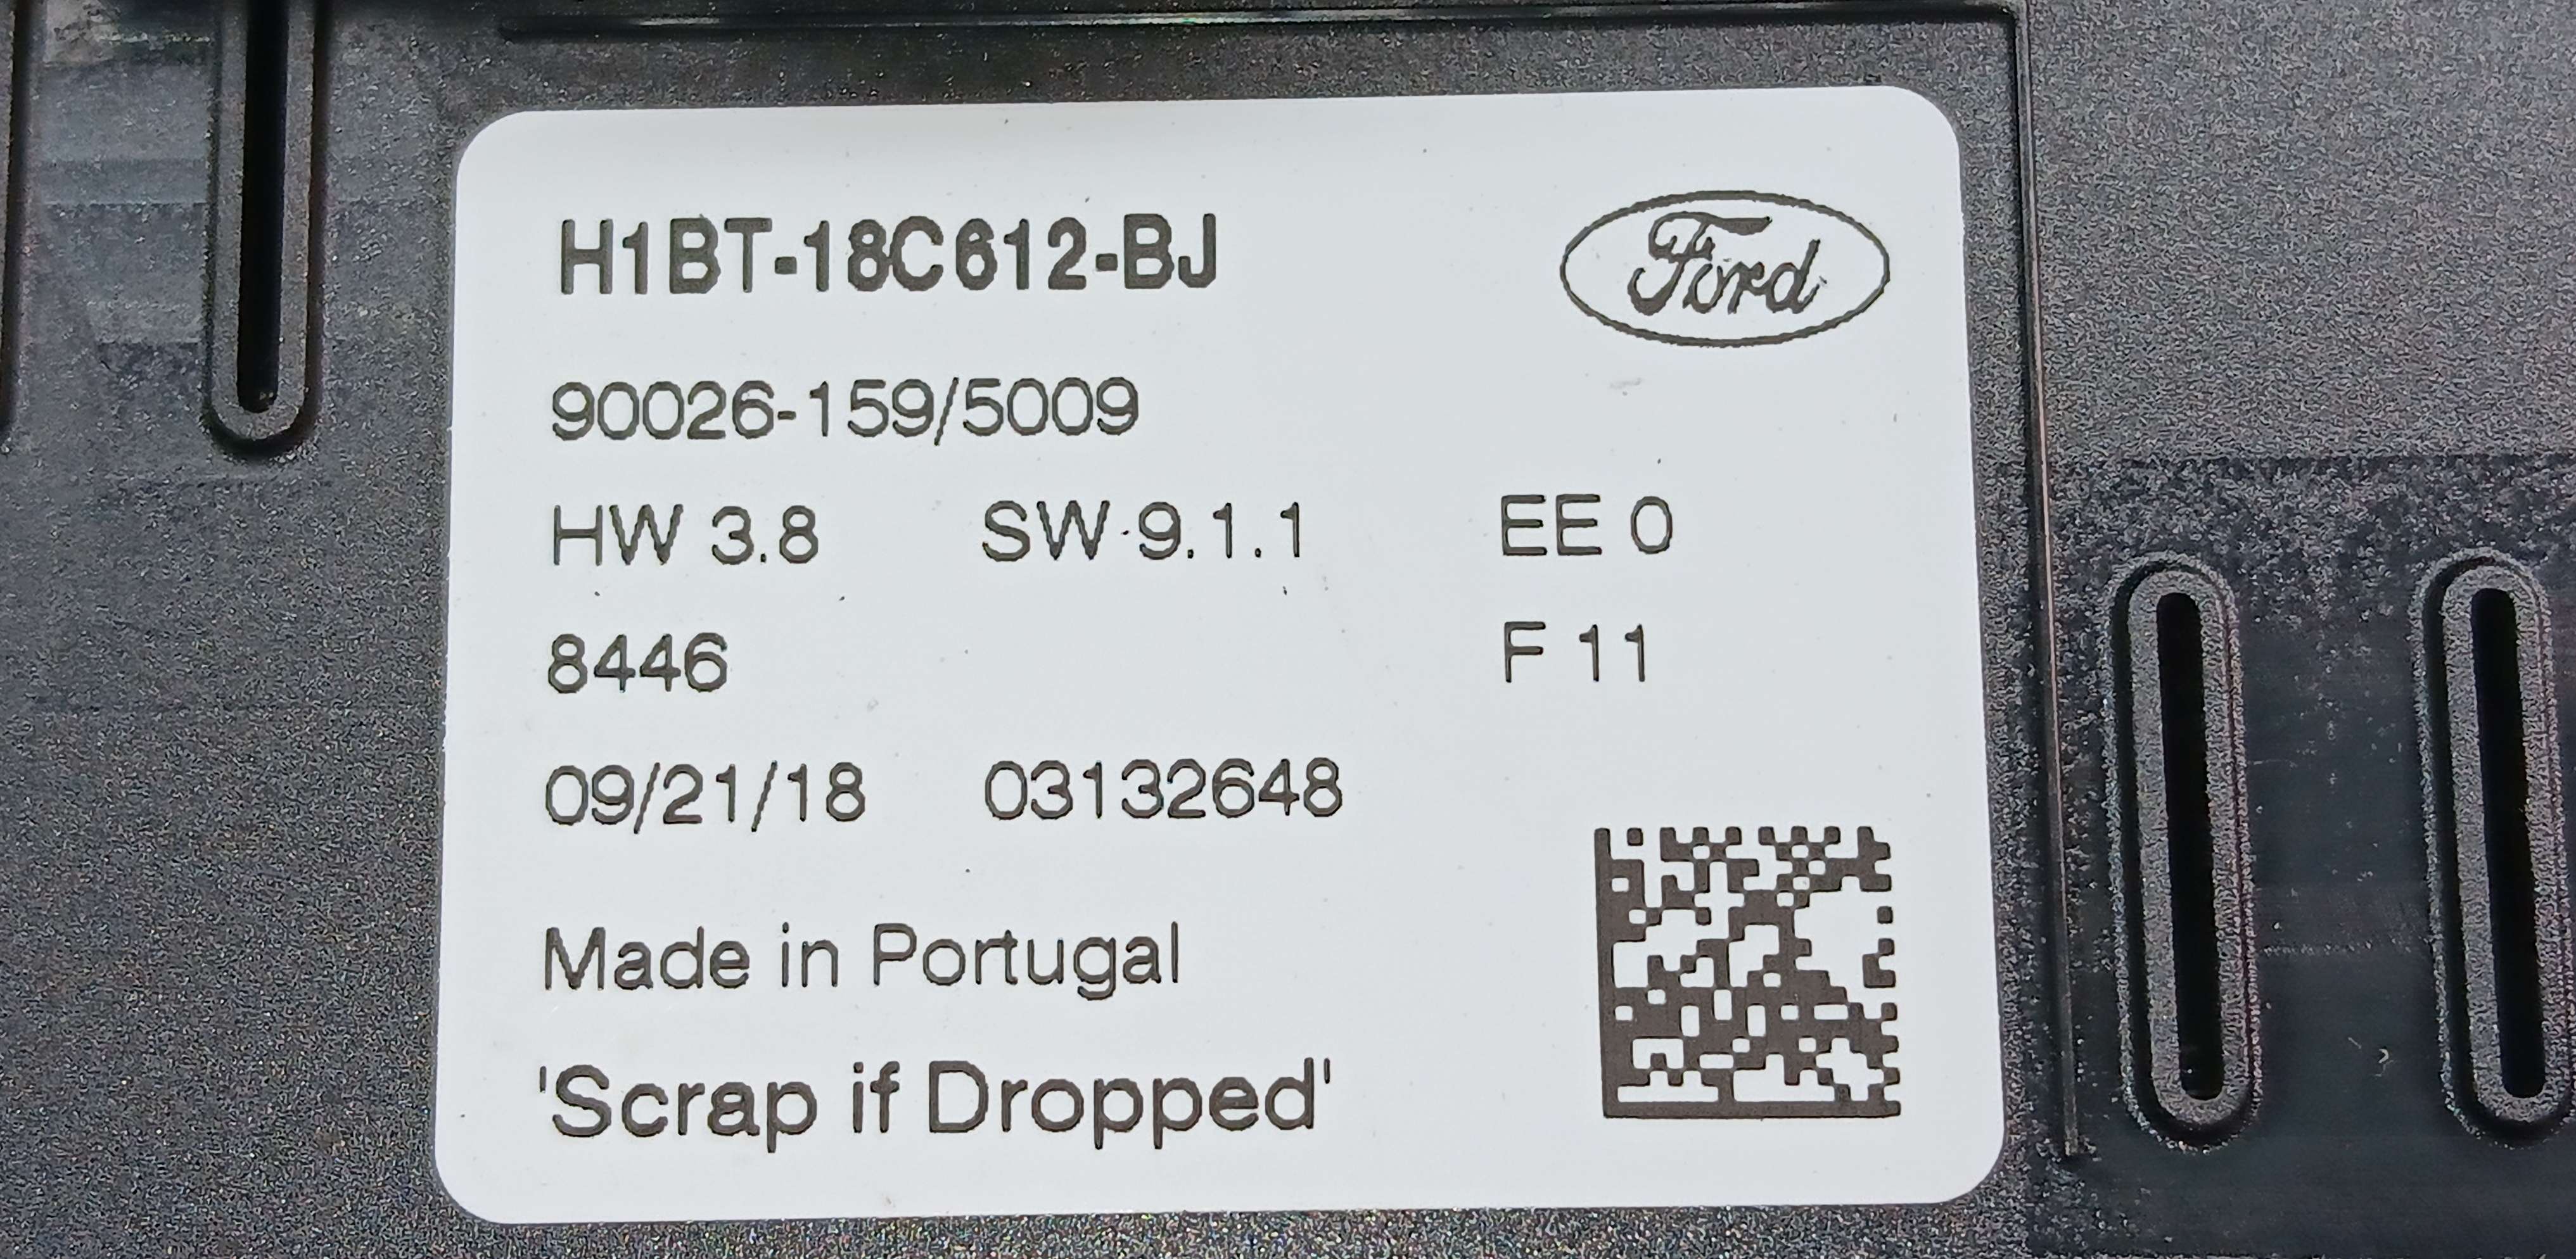 H1BT-18C612-BJ
Ford
90026-159/5009
HW 3.8 SW 9.1.1 EE 0
8446 F 11
09/21/18 03132648
Made in Portugal
'Scrap if Dropped'